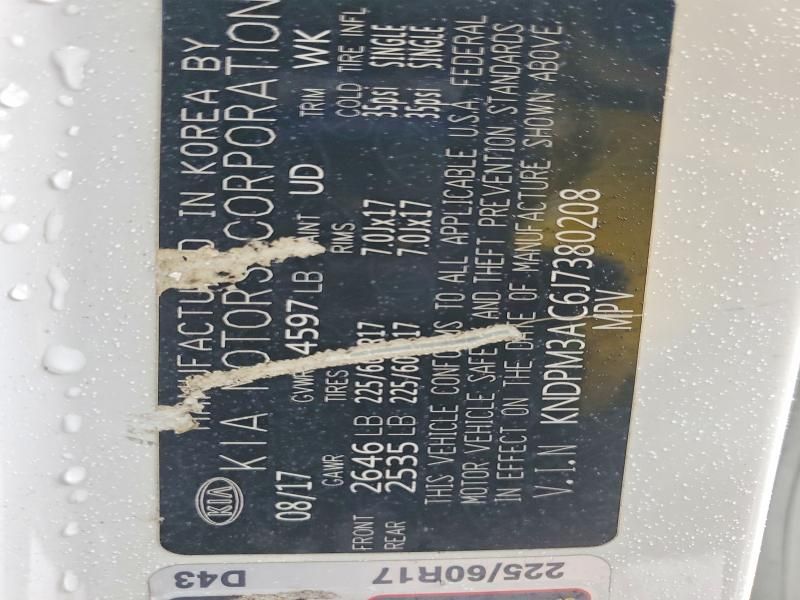 MANUFACTURED IN KOREA BY
KIA KIA MOTORS CORPORATION
08/17 GVWR 4597 LB PAINT UD TRIM WK
GAWR TIRES RIMS COLD TIRE INFL
FRONT 2646 LB 225/60R17 7.0Jx17 35psi SINGLE
REAR 2535 LB 225/60R17 7.0Jx17 35psi SINGLE
THIS VEHICLE CONFORMS TO ALL APPLICABLE U.S.A. FEDERAL
MOTOR VEHICLE SAFETY AND THEFT PREVENTION STANDARDS
IN EFFECT ON THE DATE OF MANUFACTURE SHOWN ABOVE.
V.I.N KNDPM3AC6J7380208
MPV
D43
225/60R17